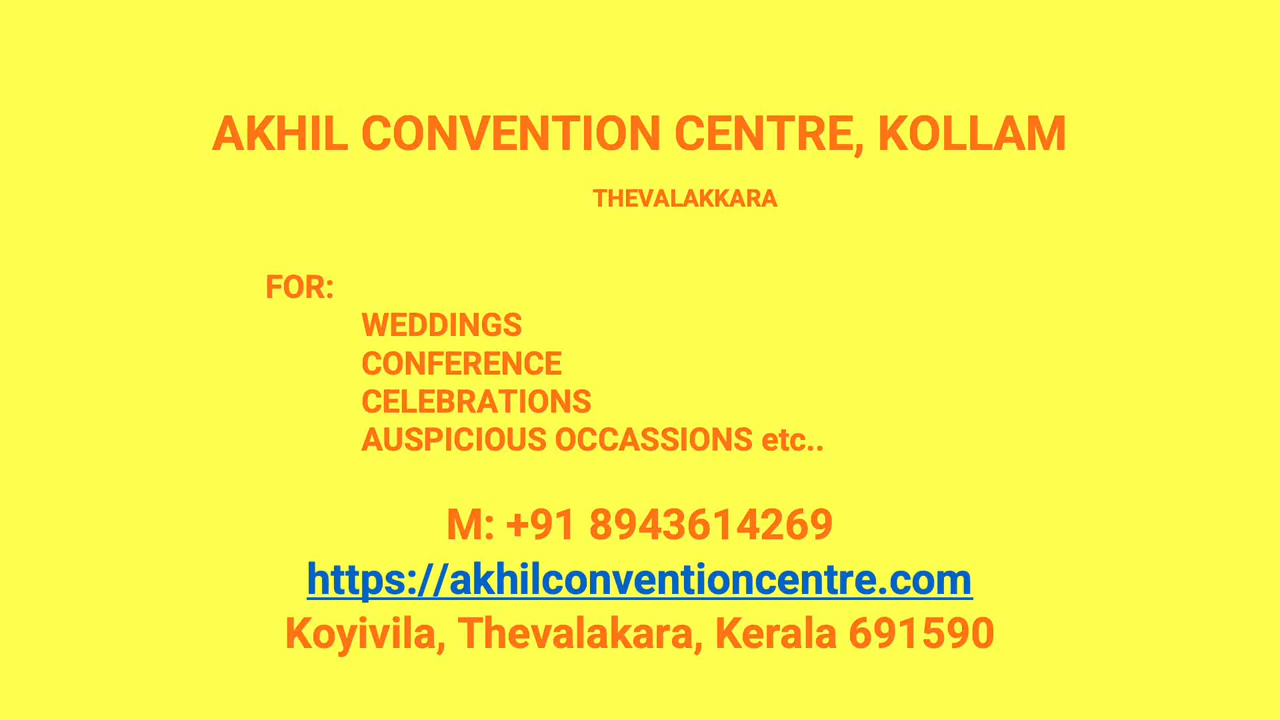 AKHIL CONVENTION CENTRE, KOLLAM
THEVALAKKARA
FOR:
WEDDINGS
CONFERENCE
CELEBRATIONS
AUSPICIOUS OCCASSIONS etc..
M: +91 8943614269
https://akhilconventioncentre.com
Koyivila, Thevalakara, Kerala 691590